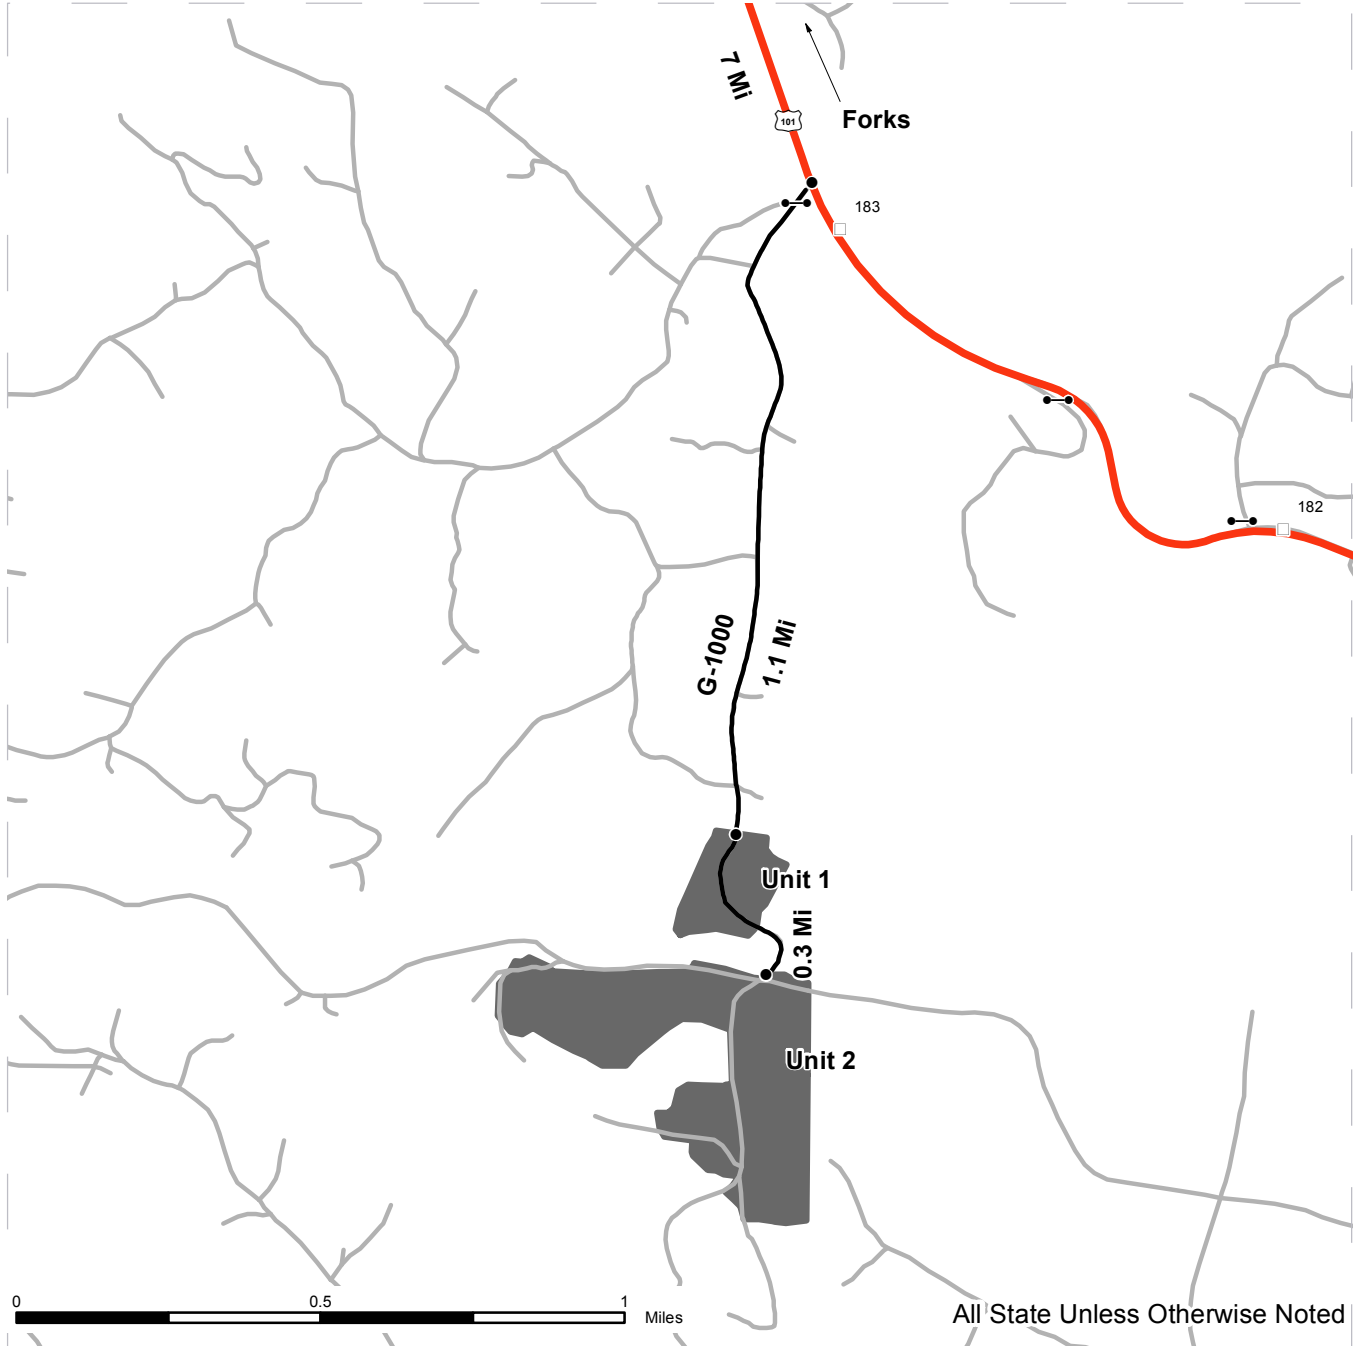 7 Mi
101
Forks
183
182
G-1000
1.1 Mi
Unit 1
0.3 Mi
Unit 2
0 0.5 1
Miles
All State Unless Otherwise Noted